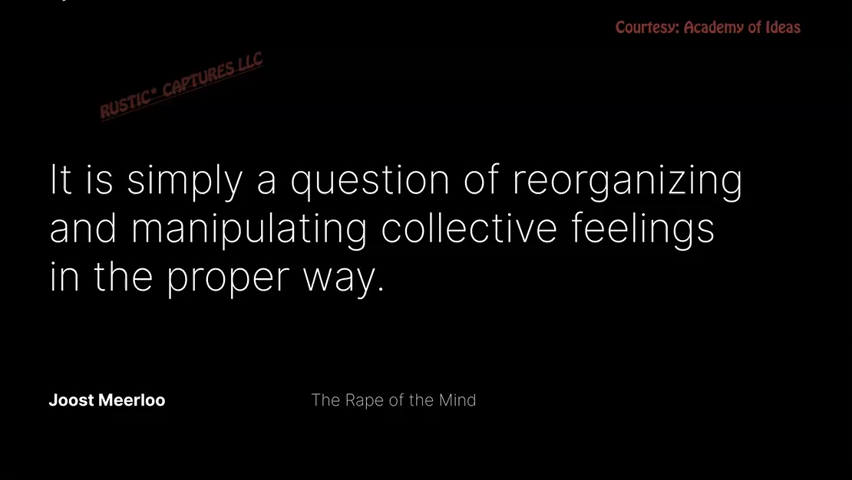 Courtesy: Academy of Ideas
RUSTIC* CAPTURES LLC
It is simply a question of reorganizing
and manipulating collective feelings
in the proper way.
Joost Meerloo
The Rape of the Mind